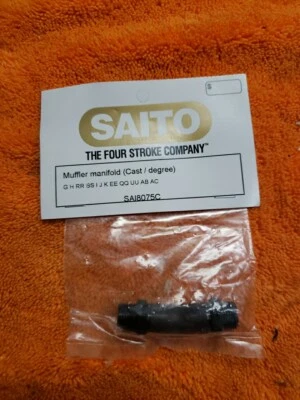 $
SAITO
THE FOUR STROKE COMPANY™
Muffler manifold (Cast / degree)
G H RR SS I J K EE QQ UU AB AC
SAI8075C